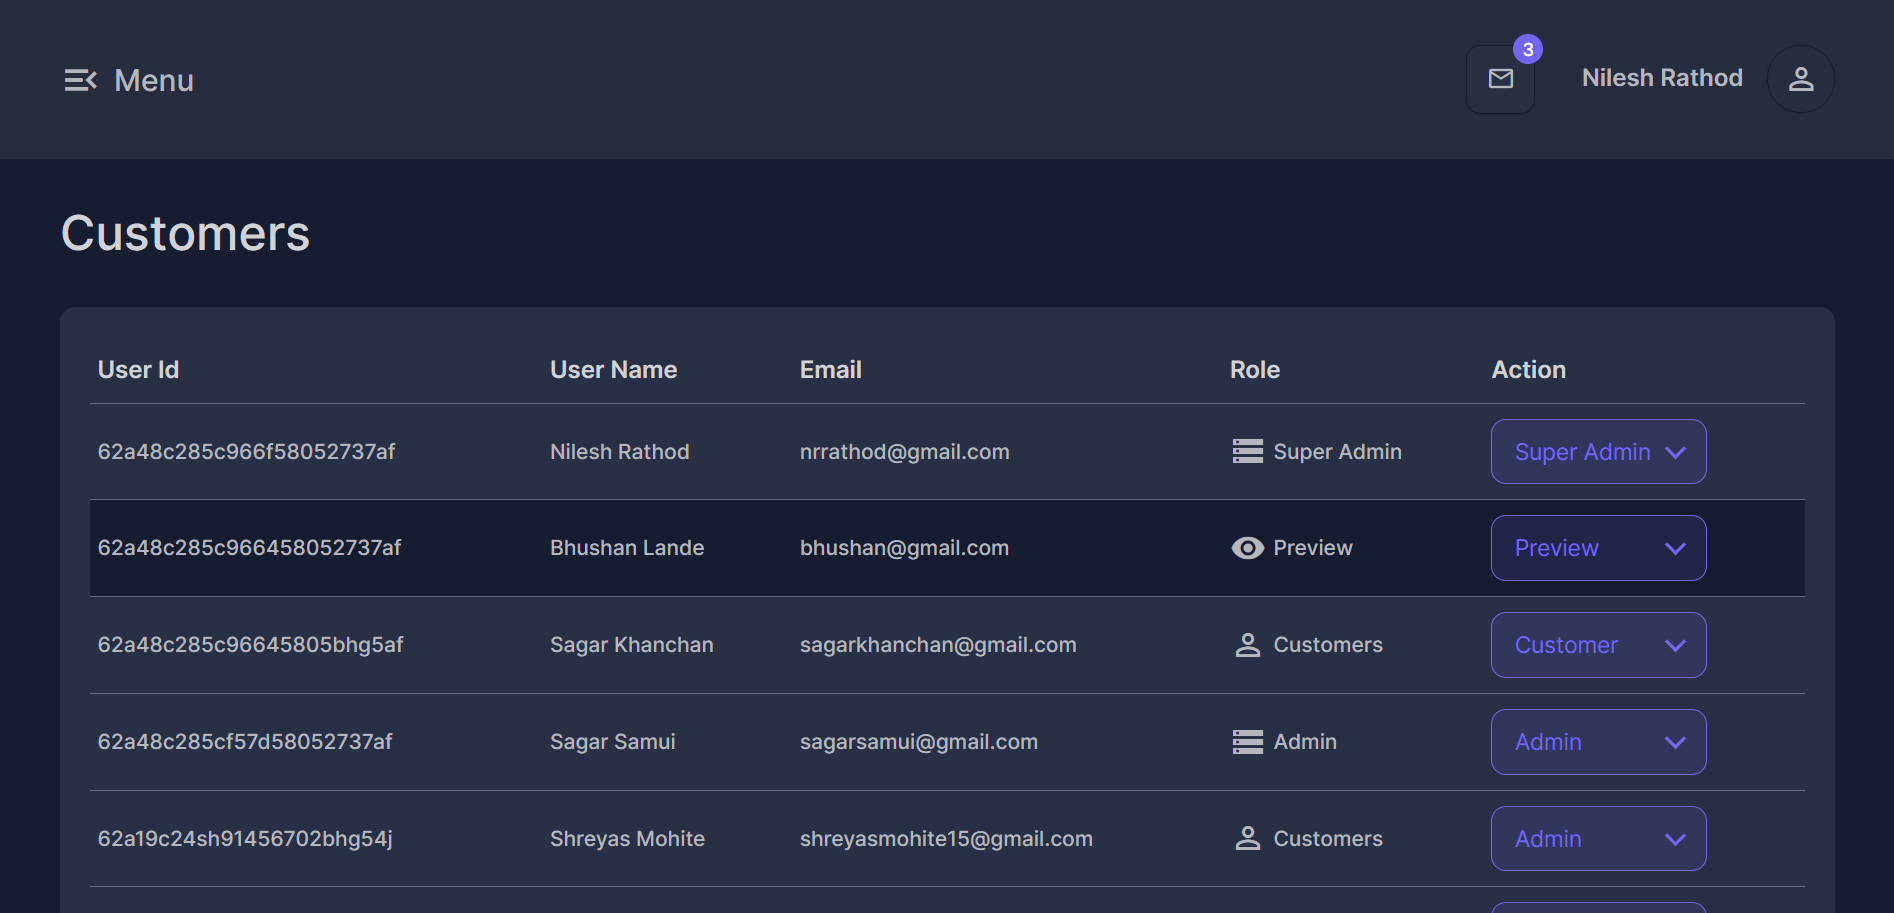 Menu
3
Nilesh Rathod
Customers
User Id User Name Email Role Action
62a48c285c966f58052737af Nilesh Rathod nrrathod@gmail.com Super Admin Super Admin
62a48c285c966458052737af Bhushan Lande bhushan@gmail.com Preview Preview
62a48c285c96645805bhg5af Sagar Khanchan sagarkhanchan@gmail.com Customers Customer
62a48c285cf57d58052737af Sagar Samui sagarsamui@gmail.com Admin Admin
62a19c24sh91456702bhg54j Shreyas Mohite shreyasmohite15@gmail.com Customers Admin